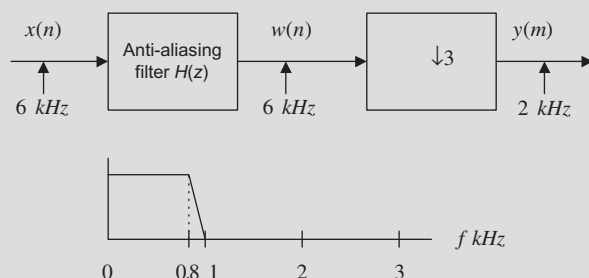 x(n) Anti-aliasing filter H(z) w(n) ↓3 y(m)
6 kHz 6 kHz 2 kHz
f kHz
0 0.8 1 2 3